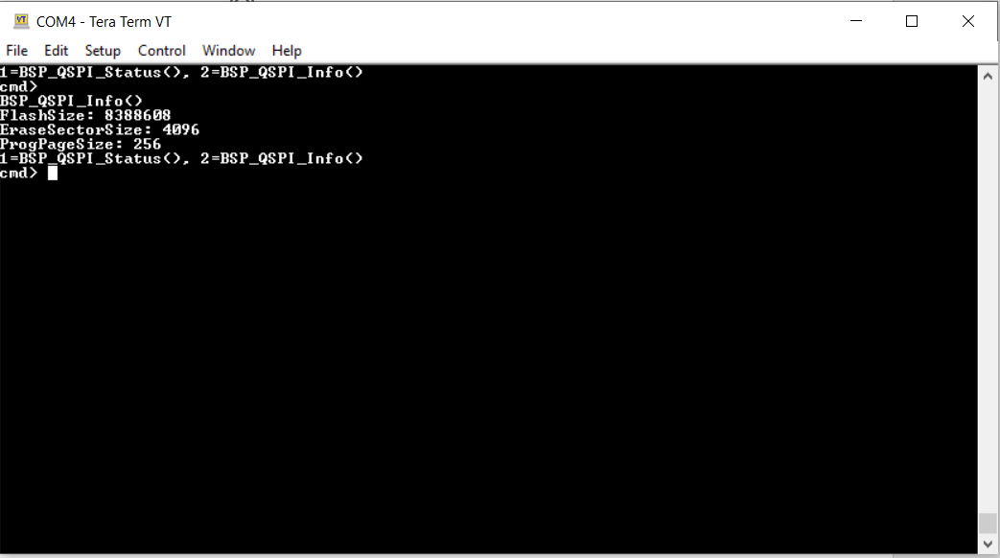 COM4 - Tera Term VT
File Edit Setup Control Window Help
1=BSP_QSPI_Status(), 2=BSP_QSPI_Info()
cmd>
BSP_QSPI_Info()
FlashSize: 8388608
EraseSectorSize: 4096
ProgPageSize: 256
1=BSP_QSPI_Status(), 2=BSP_QSPI_Info()
cmd>